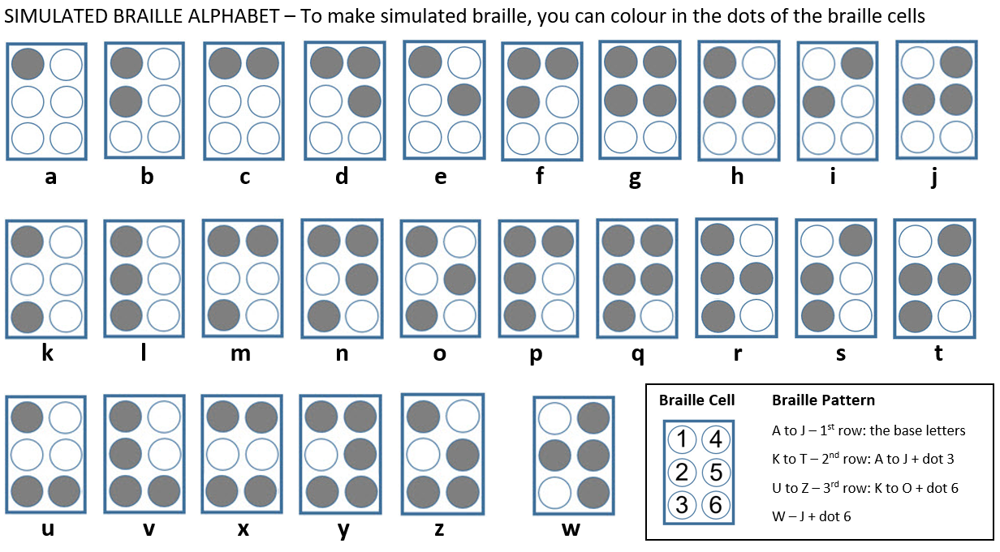 SIMULATED BRAILLE ALPHABET – To make simulated braille, you can colour in the dots of the braille cells
a b c d e f g h i j
k l m n o p q r s t
u v x y z w
Braille Cell
1 4
2 5
3 6
Braille Pattern
A to J – 1st row: the base letters
K to T – 2nd row: A to J + dot 3
U to Z – 3rd row: K to O + dot 6
W – J + dot 6